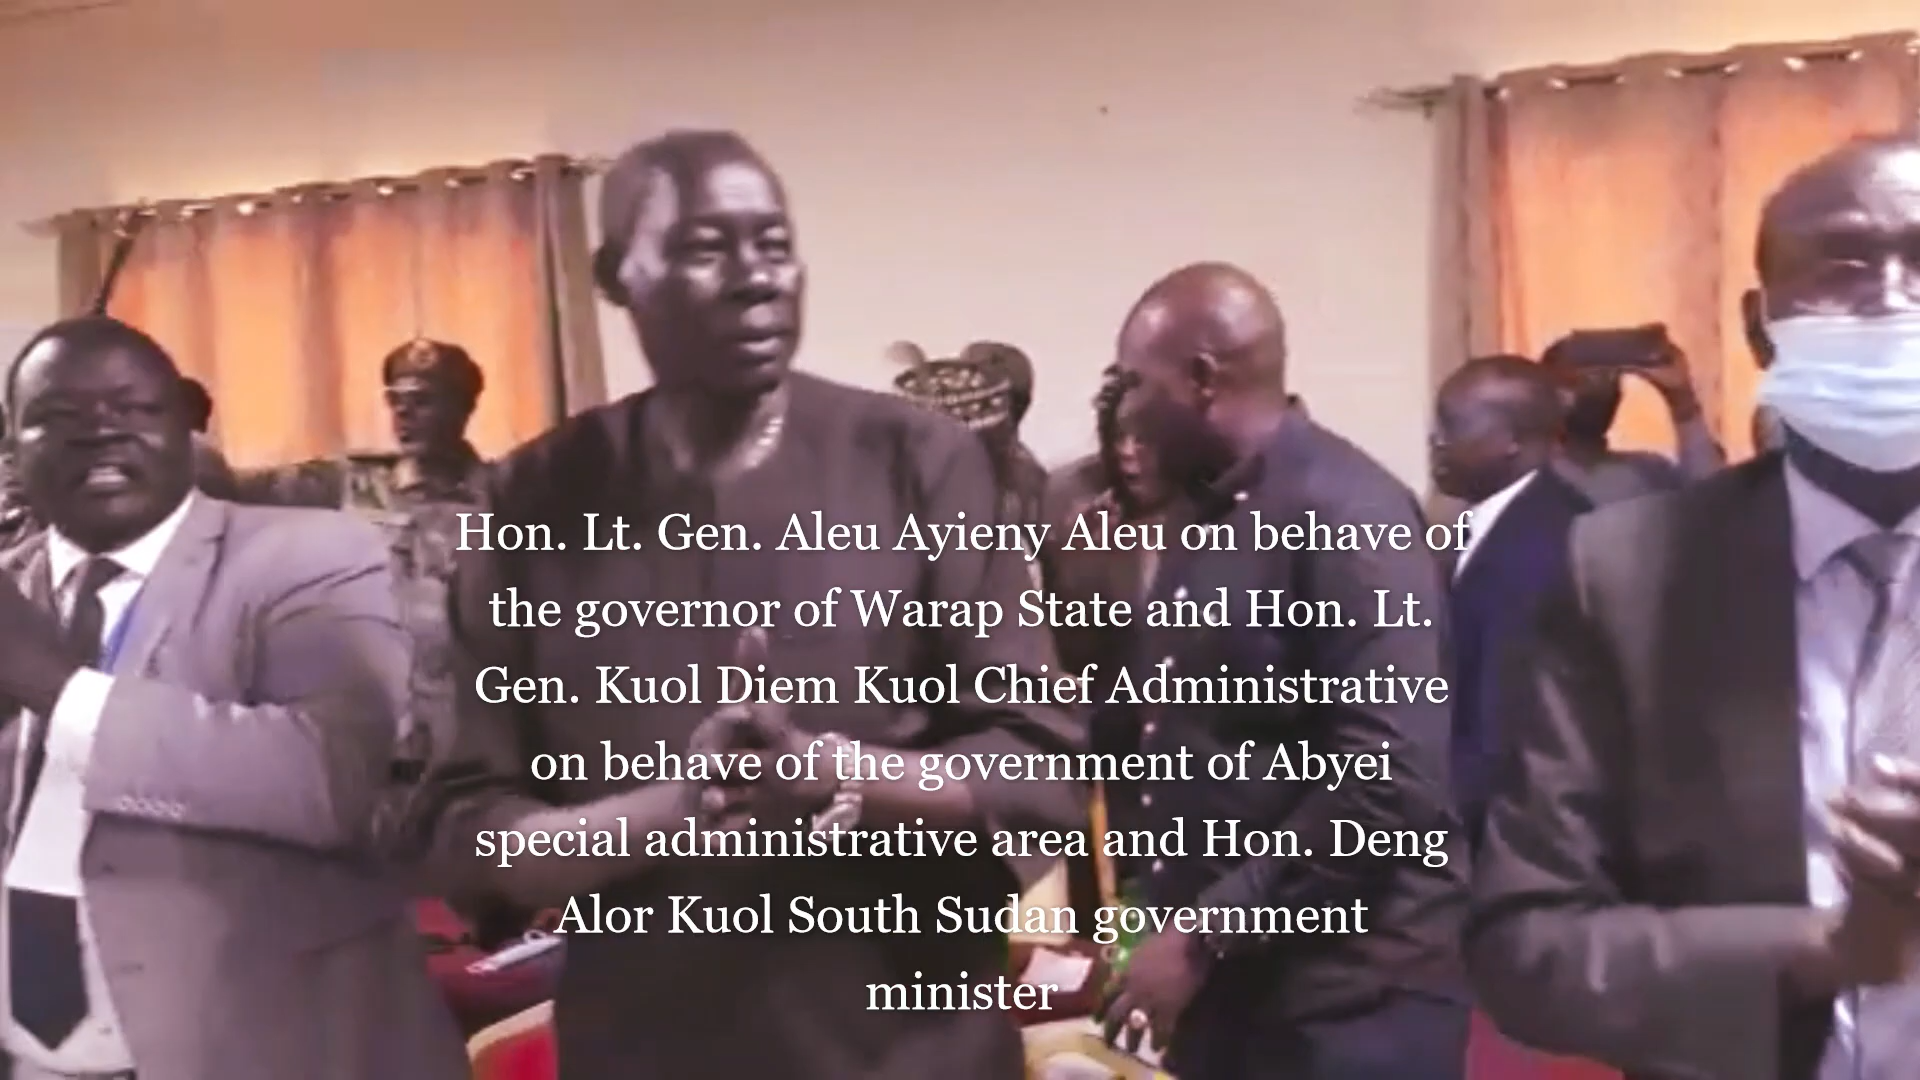 Hon. Lt. Gen. Aleu Ayieny Aleu on behave of
the governor of Warap State and Hon. Lt.
Gen. Kuol Diem Kuol Chief Administrative
on behave of the government of Abyei
special administrative area and Hon. Deng
Alor Kuol South Sudan government
minister